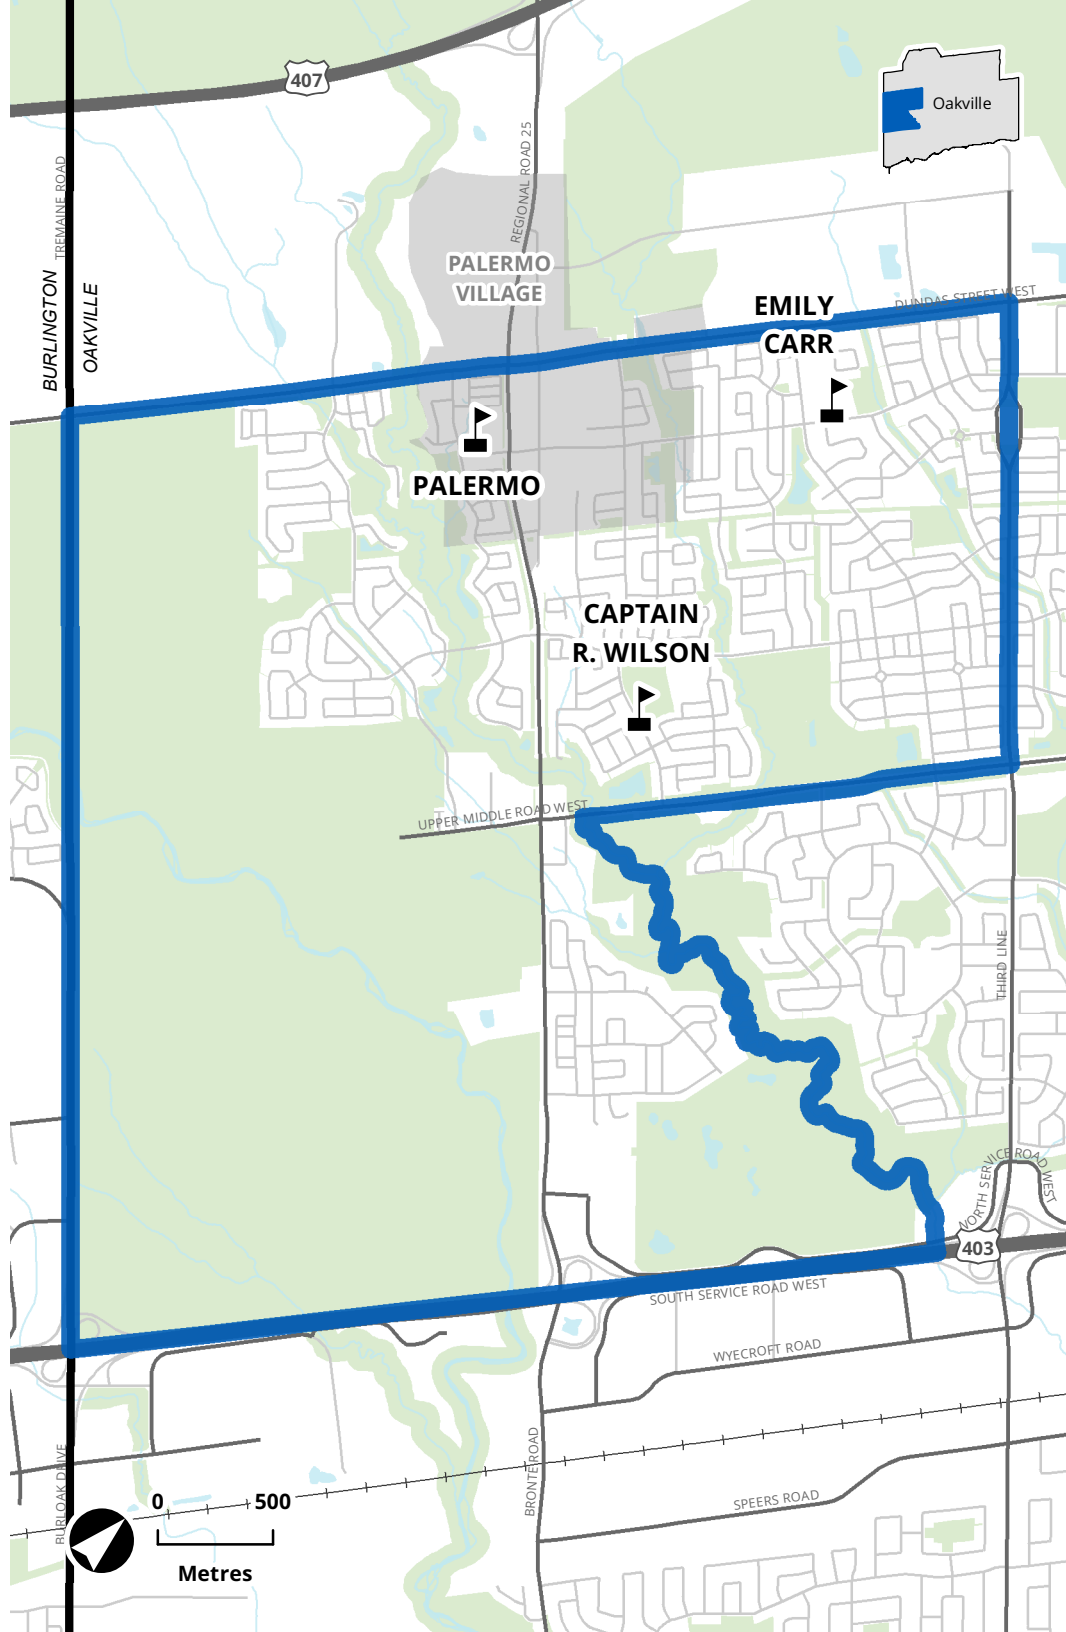 407
Oakville
REGIONAL ROAD 25
TREMAINE ROAD
BURLINGTON
OAKVILLE
PALERMO
VILLAGE
DUNDAS STREET WEST
EMILY
CARR
PALERMO
CAPTAIN
R. WILSON
UPPER MIDDLE ROAD WEST
THIRD LINE
NORTH SERVICE ROAD WEST
403
SOUTH SERVICE ROAD WEST
WYECROFT ROAD
BRONTE ROAD
BURLOAK DRIVE
SPEERS ROAD
0 500
Metres